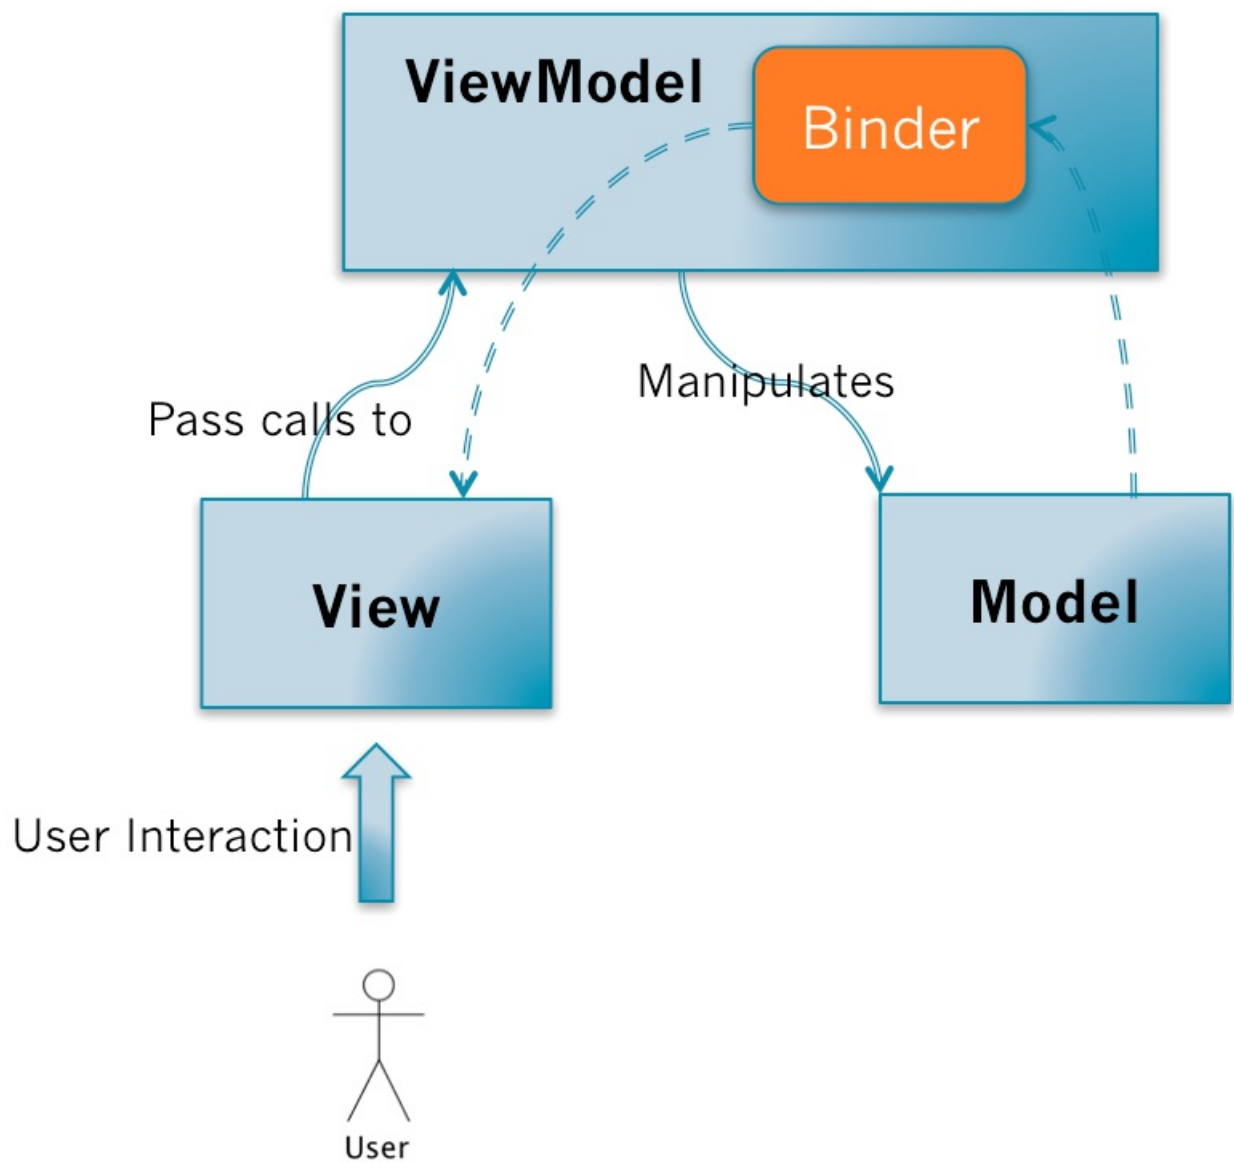 ViewModel
Binder
Manipulates
Pass calls to
View
Model
User Interaction
User